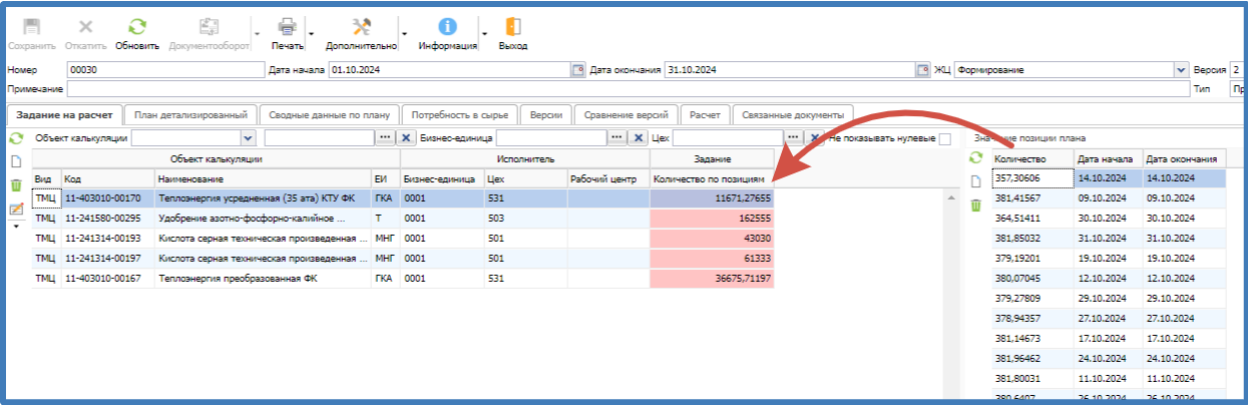 Сохранить Откатить Обновить Документооборот Печать Дополнительно Информация Выход
Номер 00030 Дата начала 01.10.2024 Дата окончания 31.10.2024 ЖЦ Формирование Версия 2
Примечание Тип Пр
Задание на расчет План детализированный Сводные данные по плану Потребность в сырье Версии Сравнение версий Расчет Связанные документы
Объект калькуляции Бизнес-единица Цех Не показывать нулевые Значение позиции плана
Объект калькуляции Исполнитель Задание Количество Дата начала Дата окончания
Вид Код Наименование ЕИ Бизнес-единица Цех Рабочий центр Количество по позициям 357,30606 14.10.2024 14.10.2024
ТМЦ 11-403010-00170 Теплоэнергия усредненная (35 ата) КТУ ФК ГКА 0001 531 11671,27655 381,41567 09.10.2024 09.10.2024
ТМЦ 11-241580-00295 Удобрение азотно-фосфорно-калийное ... Т 0001 503 162555 364,51411 30.10.2024 30.10.2024
ТМЦ 11-241314-00193 Кислота серная техническая произведенная ... МНГ 0001 501 43030 381,85032 31.10.2024 31.10.2024
ТМЦ 11-241314-00197 Кислота серная техническая произведенная ... МНГ 0001 501 61333 379,19201 19.10.2024 19.10.2024
ТМЦ 11-403010-00167 Теплоэнергия преобразованная ФК ГКА 0001 531 36675,71197 380,07045 12.10.2024 12.10.2024
379,27809 29.10.2024 29.10.2024
378,94357 27.10.2024 27.10.2024
381,14673 17.10.2024 17.10.2024
381,96462 24.10.2024 24.10.2024
381,80031 11.10.2024 11.10.2024
380,6407 26.10.2024 26.10.2024